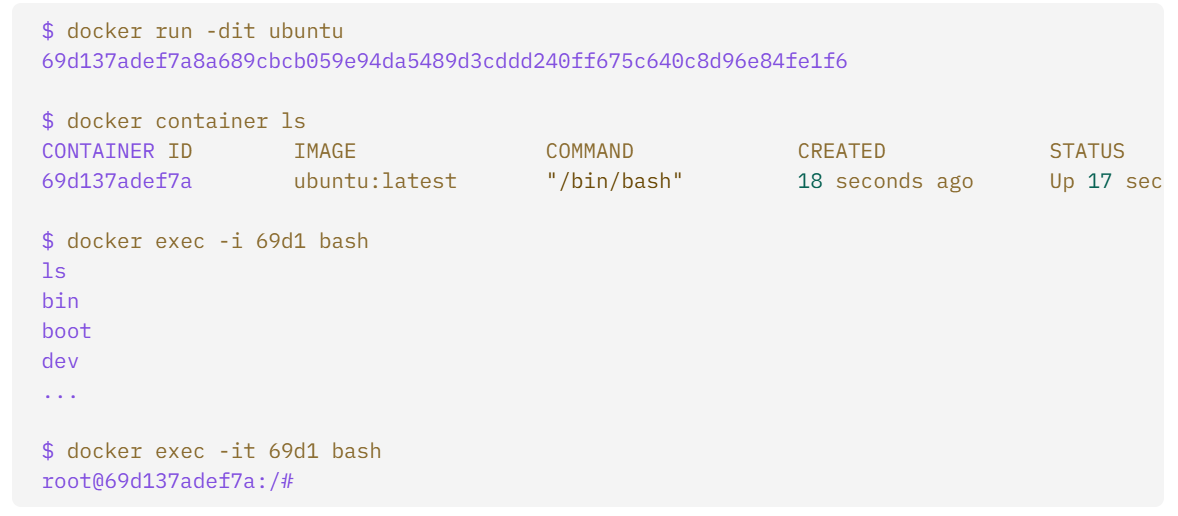 $ docker run -dit ubuntu
69d137adef7a8a689cbcb059e94da5489d3cddd240ff675c640c8d96e84fe1f6
$ docker container ls
CONTAINER ID        IMAGE               COMMAND             CREATED             STATUS
69d137adef7a        ubuntu:latest       "/bin/bash"         18 seconds ago      Up 17 sec
$ docker exec -i 69d1 bash
ls
bin
boot
dev
...
$ docker exec -it 69d1 bash
root@69d137adef7a:/#